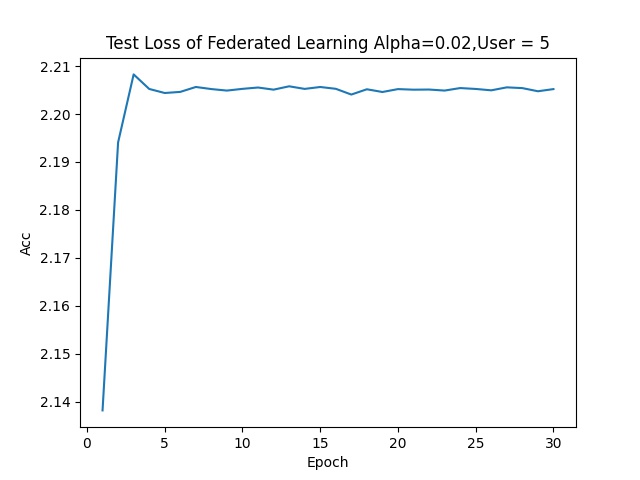 Test Loss of Federated Learning Alpha=0.02,User = 5
2.21
2.20
2.19
2.18
2.17
2.16
2.15
2.14
Acc
0 5 10 15 20 25 30
Epoch